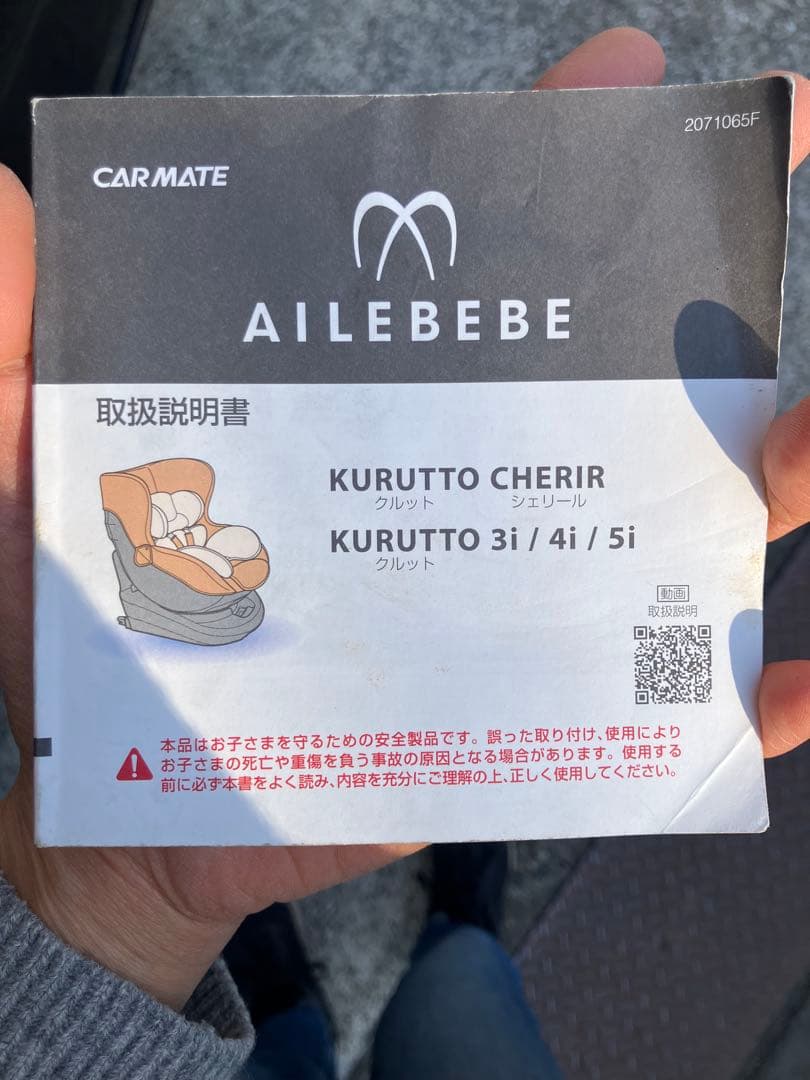 2071065F
CARMATE
AILEBEBE
取扱説明書
KURUTTO CHERIR
クルット シェリール
KURUTTO 3i / 4i / 5i
クルット
動画
取扱説明
本品はお子さまを守るための安全製品です。誤った取り付け、使用により
お子さまの死亡や重傷を負う事故の原因となる場合があります。使用する
前に必ず本書をよく読み、内容を充分にご理解の上、正しく使用してください。